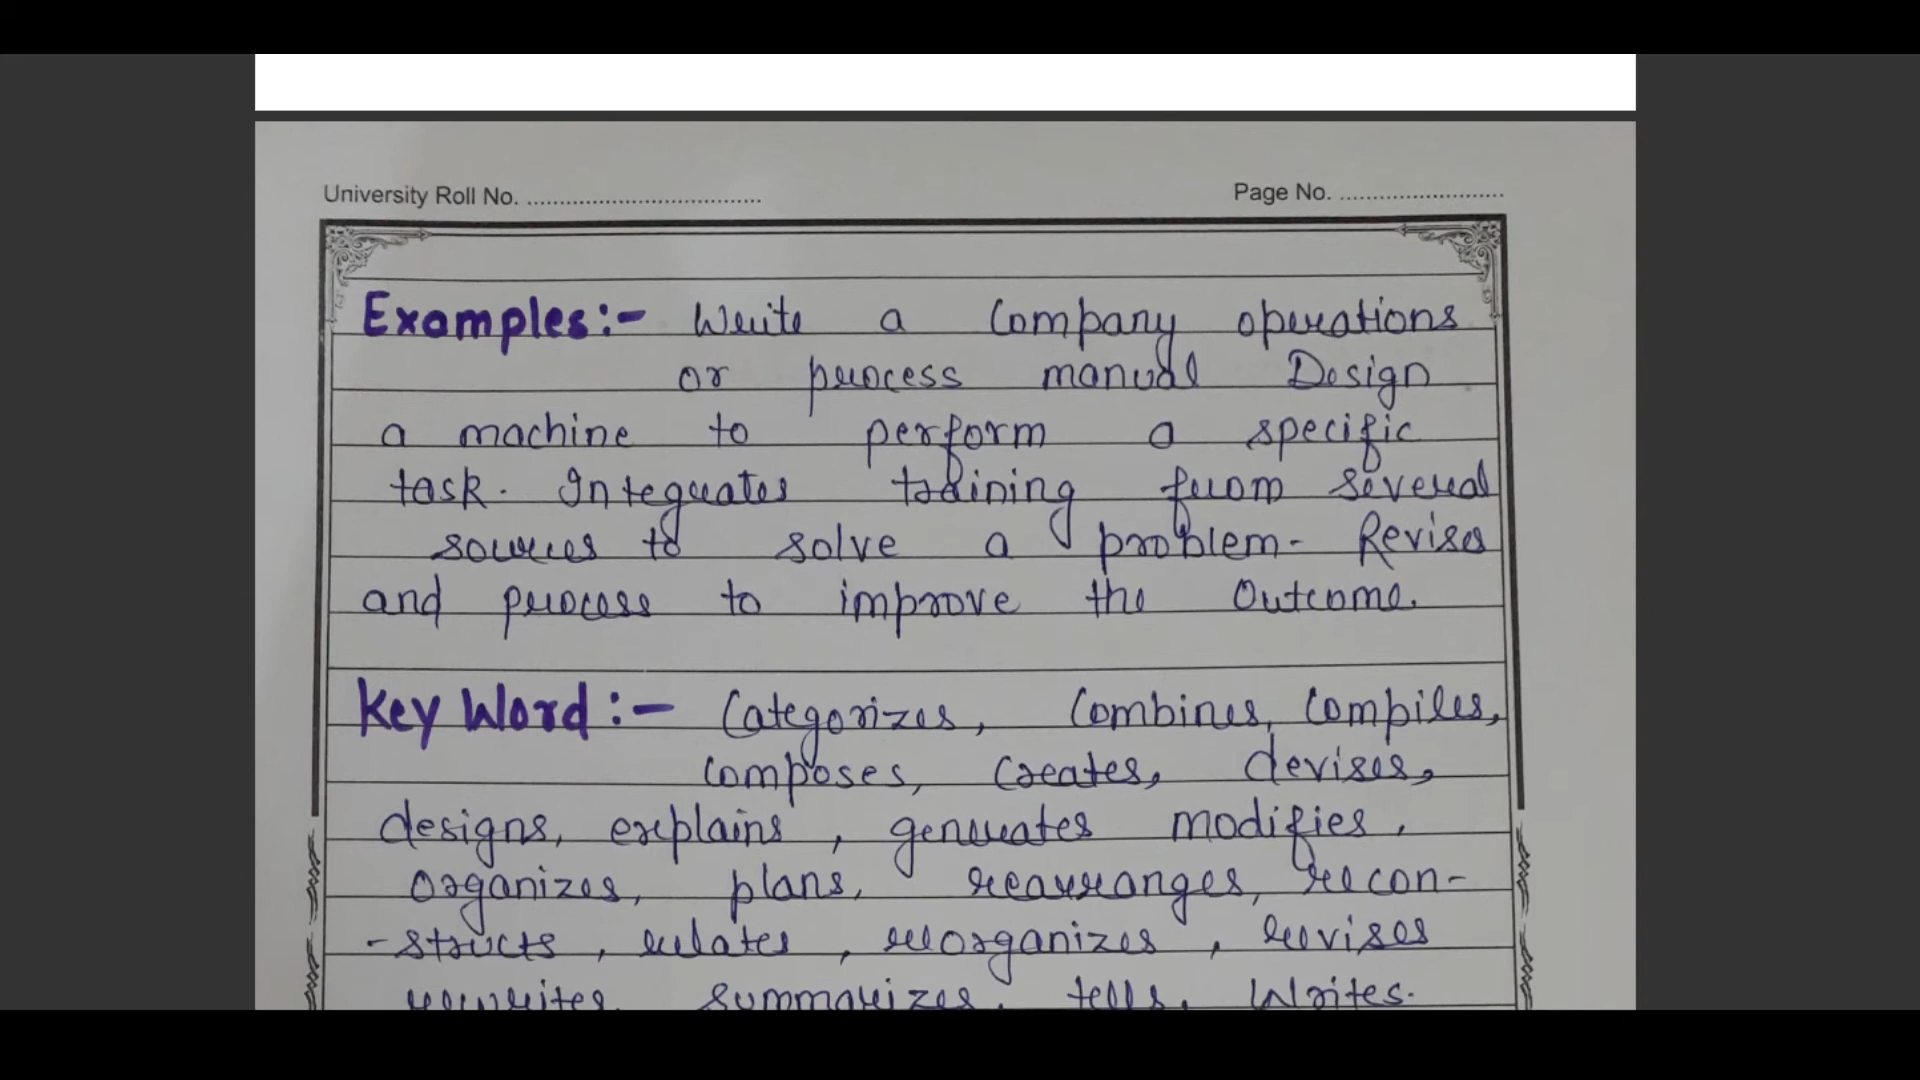 University Roll No. ................................... Page No. .........................
Examples:- Write a Company operations
or process manual Design
a machine to perform a specific
task. Integrates training from several
sources to solve a problem- Revises
and process to improve the Outcome.
Key Word:- Categorizes, Combines, Compiles,
Composes, Creates, devises,
designs, explains, generates modifies,
organizes, plans, rearranges, recon-
-structs, relates, reorganizes, revises
rewrites, summarizes, tells, Writes.